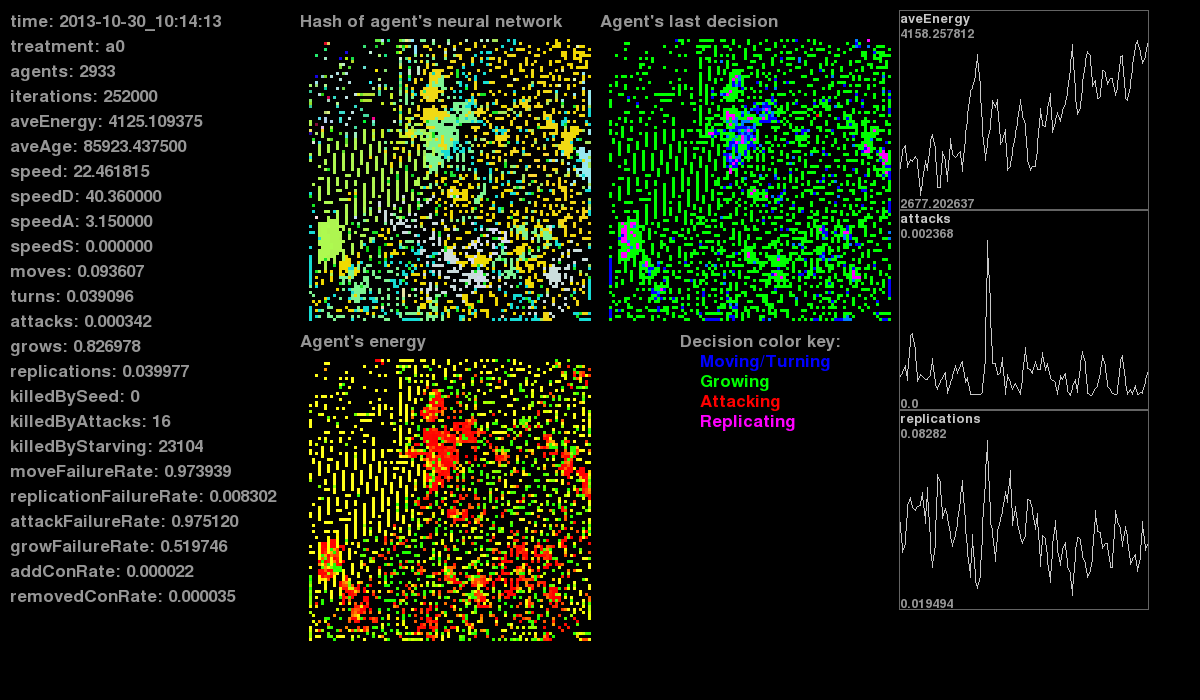 time: 2013-10-30_10:14:13
treatment: a0
agents: 2933
iterations: 252000
aveEnergy: 4125.109375
aveAge: 85923.437500
speed: 22.461815
speedD: 40.360000
speedA: 3.150000
speedS: 0.000000
moves: 0.093607
turns: 0.039096
attacks: 0.000342
grows: 0.826978
replications: 0.039977
killedBySeed: 0
killedByAttacks: 16
killedByStarving: 23104
moveFailureRate: 0.973939
replicationFailureRate: 0.008302
attackFailureRate: 0.975120
growFailureRate: 0.519746
addConRate: 0.000022
removedConRate: 0.000035
Hash of agent's neural network
Agent's last decision
Agent's energy
Decision color key:
Moving/Turning
Growing
Attacking
Replicating
aveEnergy
4158.257812
2677.202637
attacks
0.002368
0.0
replications
0.08282
0.019494